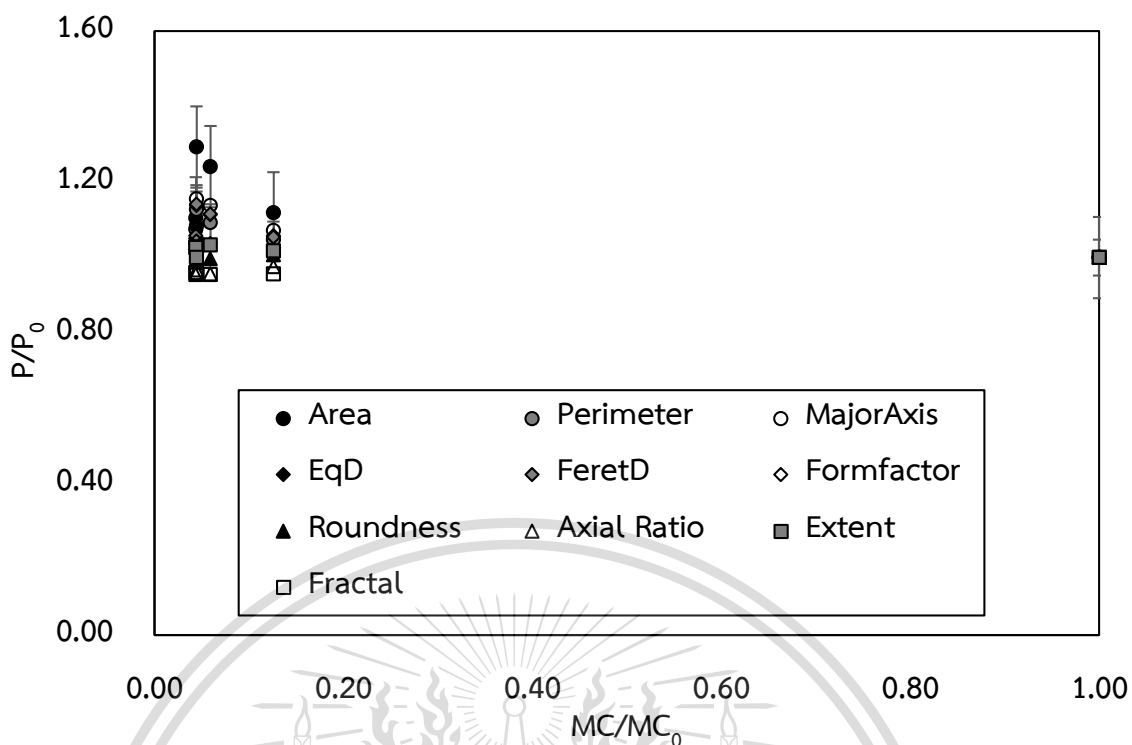 1.60
1.20
0.80
0.40
0.00
P/P₀
Area Perimeter MajorAxis
EqD FeretD Formfactor
Roundness Axial Ratio Extent
Fractal
0.00 0.20 0.40 0.60 0.80 1.00
MC/MC₀